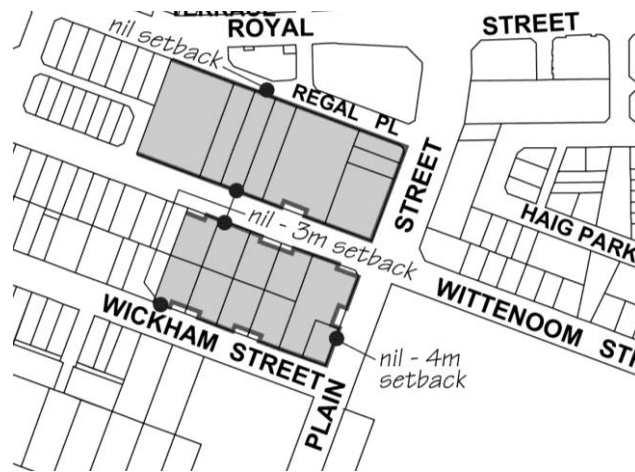 TERRACE
ROYAL STREET
nil setback
REGAL PL
STREET
nil - 3m setback
HAIG PARK
WITTENOOM
WICKHAM STREET
nil - 4m
setback
PLAIN